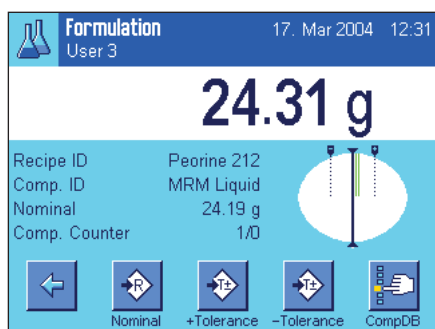 Formulation 17. Mar 2004 12:31
User 3
24.31 g
Recipe ID Peorine 212
Comp. ID MRM Liquid
Nominal 24.19 g
Comp. Counter 1/0
R T± T±
Nominal +Tolerance −Tolerance CompDB